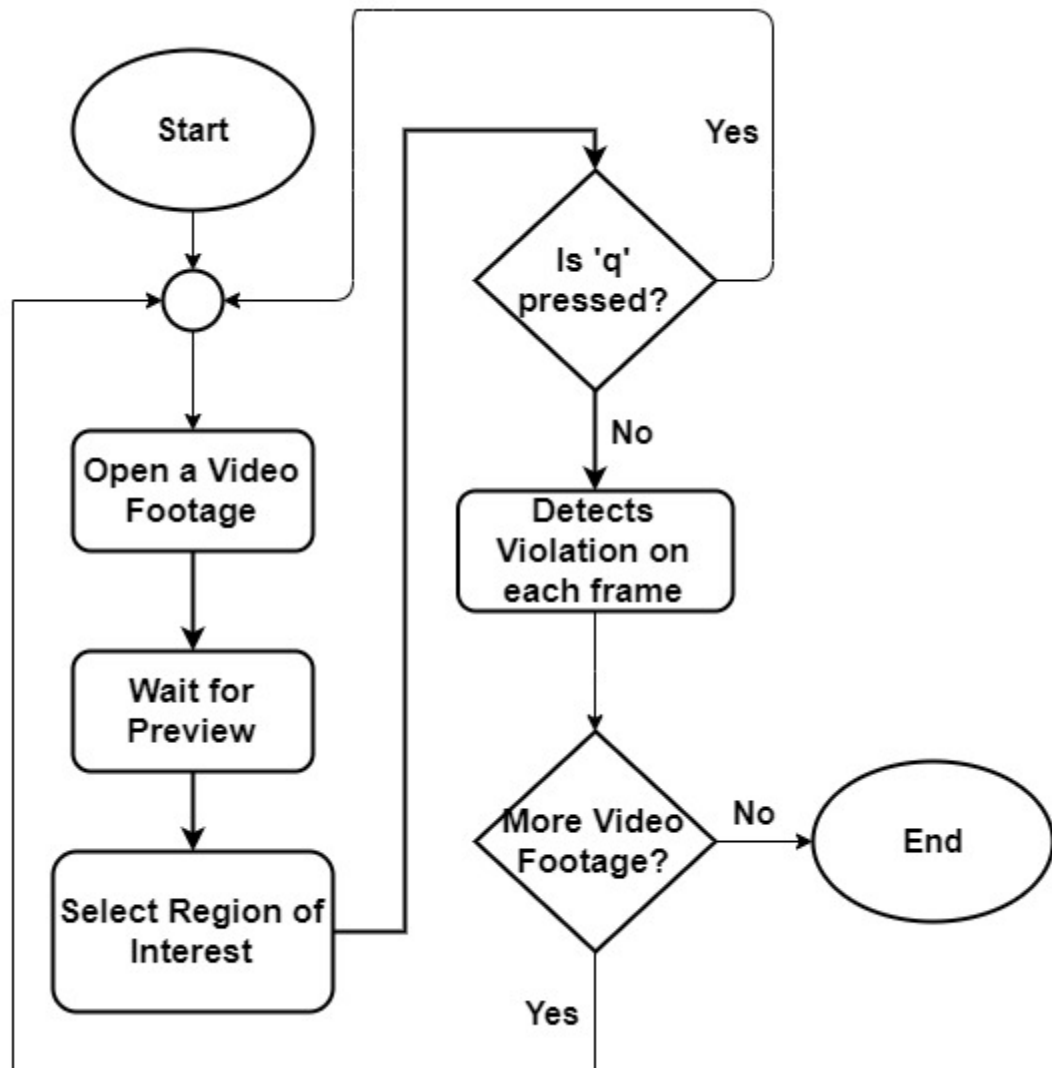 Start
Open a Video
Footage
Wait for
Preview
Select Region of
Interest
Is 'q'
pressed?
Yes
No
Detects
Violation on
each frame
More Video
Footage?
No
End
Yes